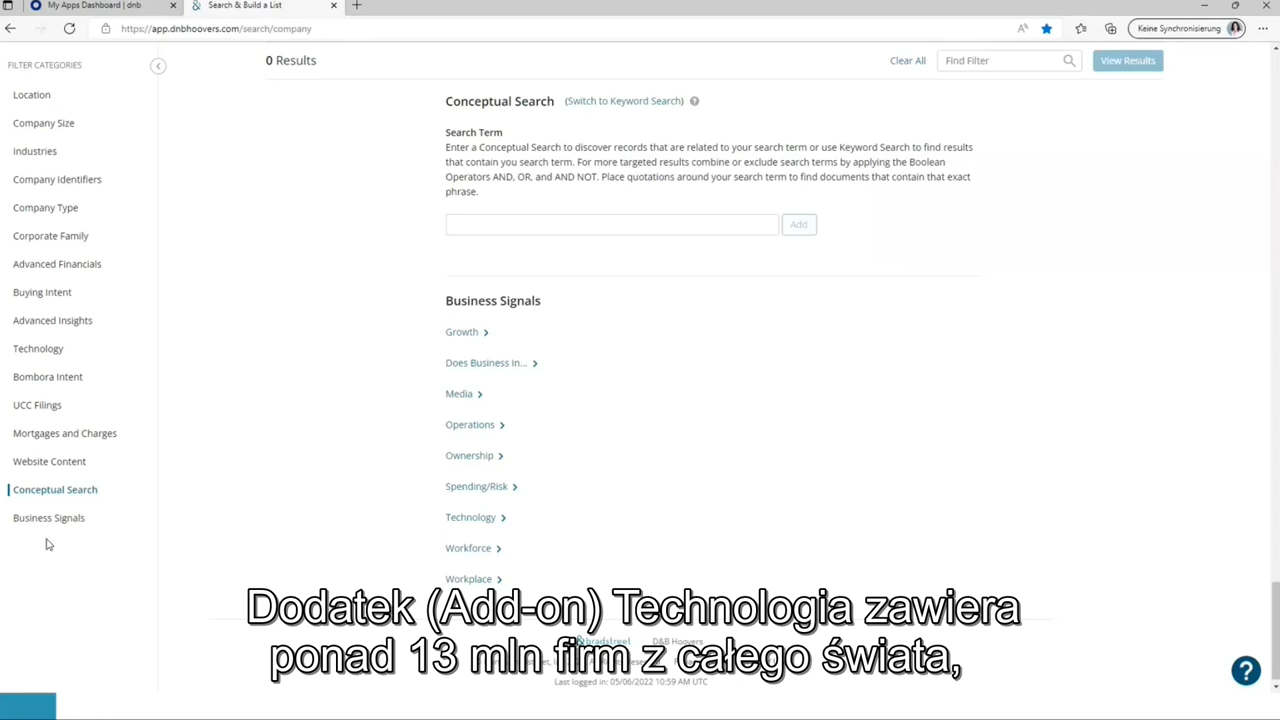 My Apps Dashboard | dnb
Search & Build a List
https://app.dnbhoovers.com/search/company
Keine Synchronisierung
FILTER CATEGORIES
Location
Company Size
Industries
Company Identifiers
Company Type
Corporate Family
Advanced Financials
Buying Intent
Advanced Insights
Technology
Bombora Intent
UCC Filings
Mortgages and Charges
Website Content
Conceptual Search
Business Signals
0 Results
Clear All
Find Filter
View Results
Conceptual Search (Switch to Keyword Search) ?
Search Term
Enter a Conceptual Search to discover records that are related to your search term or use Keyword Search to find results
that contain you search term. For more targeted results combine or exclude search terms by applying the Boolean
Operators AND, OR, and AND NOT. Place quotations around your search term to find documents that contain that exact
phrase.
Add
Business Signals
Growth
Does Business In...
Media
Operations
Ownership
Spending/Risk
Technology
Workforce
Workplace
Dodatek (Add-on) Technologia zawiera
ponad 13 mln firm z całego świata,
&bradstreet D&B Hoovers
Last logged in: 05/06/2022 10:59 AM UTC
?